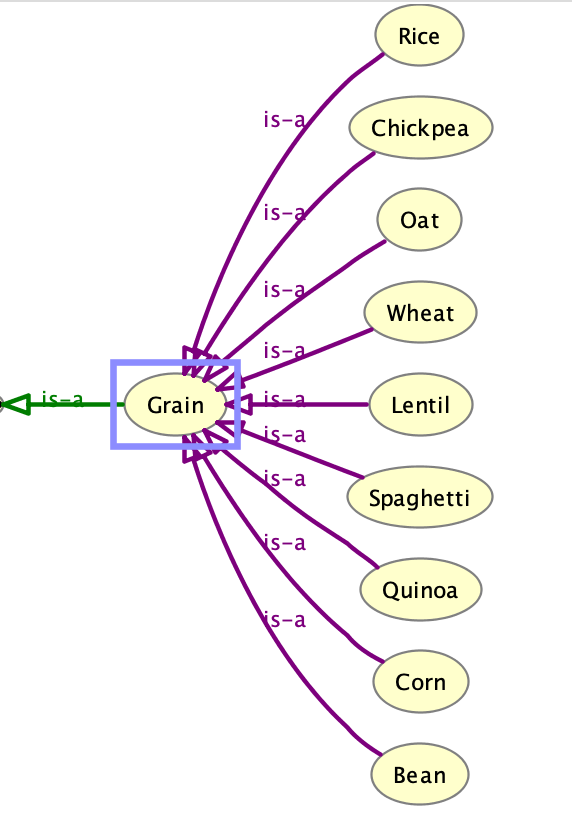 Rice
is-a
Chickpea
is-a
Oat
is-a
Wheat
is-a
is-a
Grain
is-a
Lentil
is-a
Spaghetti
is-a
Quinoa
is-a
Corn
is-a
Bean